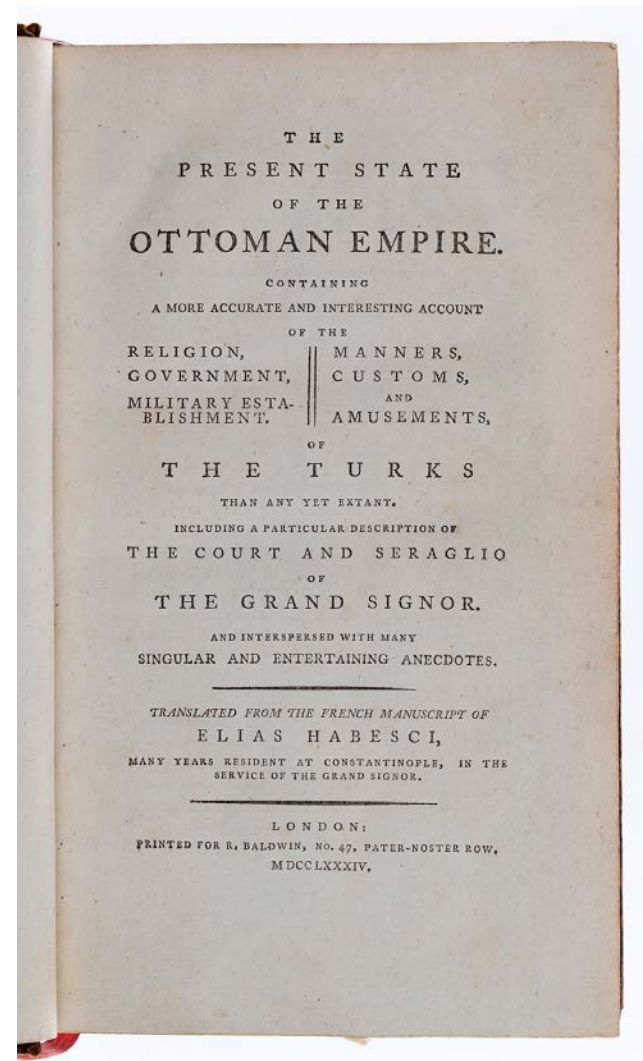 THE
PRESENT STATE
OF THE
OTTOMAN EMPIRE.
CONTAINING
A MORE ACCURATE AND INTERESTING ACCOUNT
OF THE
RELIGION,
GOVERNMENT,
MILITARY ESTA-
BLISHMENT.
MANNERS,
CUSTOMS,
AND
AMUSEMENTS,
OF
THE TURKS
THAN ANY YET EXTANT.
INCLUDING A PARTICULAR DESCRIPTION OF
THE COURT AND SERAGLIO
OF
THE GRAND SIGNOR.
AND INTERSPERSED WITH MANY
SINGULAR AND ENTERTAINING ANECDOTES.
TRANSLATED FROM THE FRENCH MANUSCRIPT OF
ELIAS HABESCI,
MANY YEARS RESIDENT AT CONSTANTINOPLE, IN THE
SERVICE OF THE GRAND SIGNOR.
LONDON:
PRINTED FOR R. BALDWIN, NO. 47, PATER-NOSTER ROW.
MDCCLXXXIV.